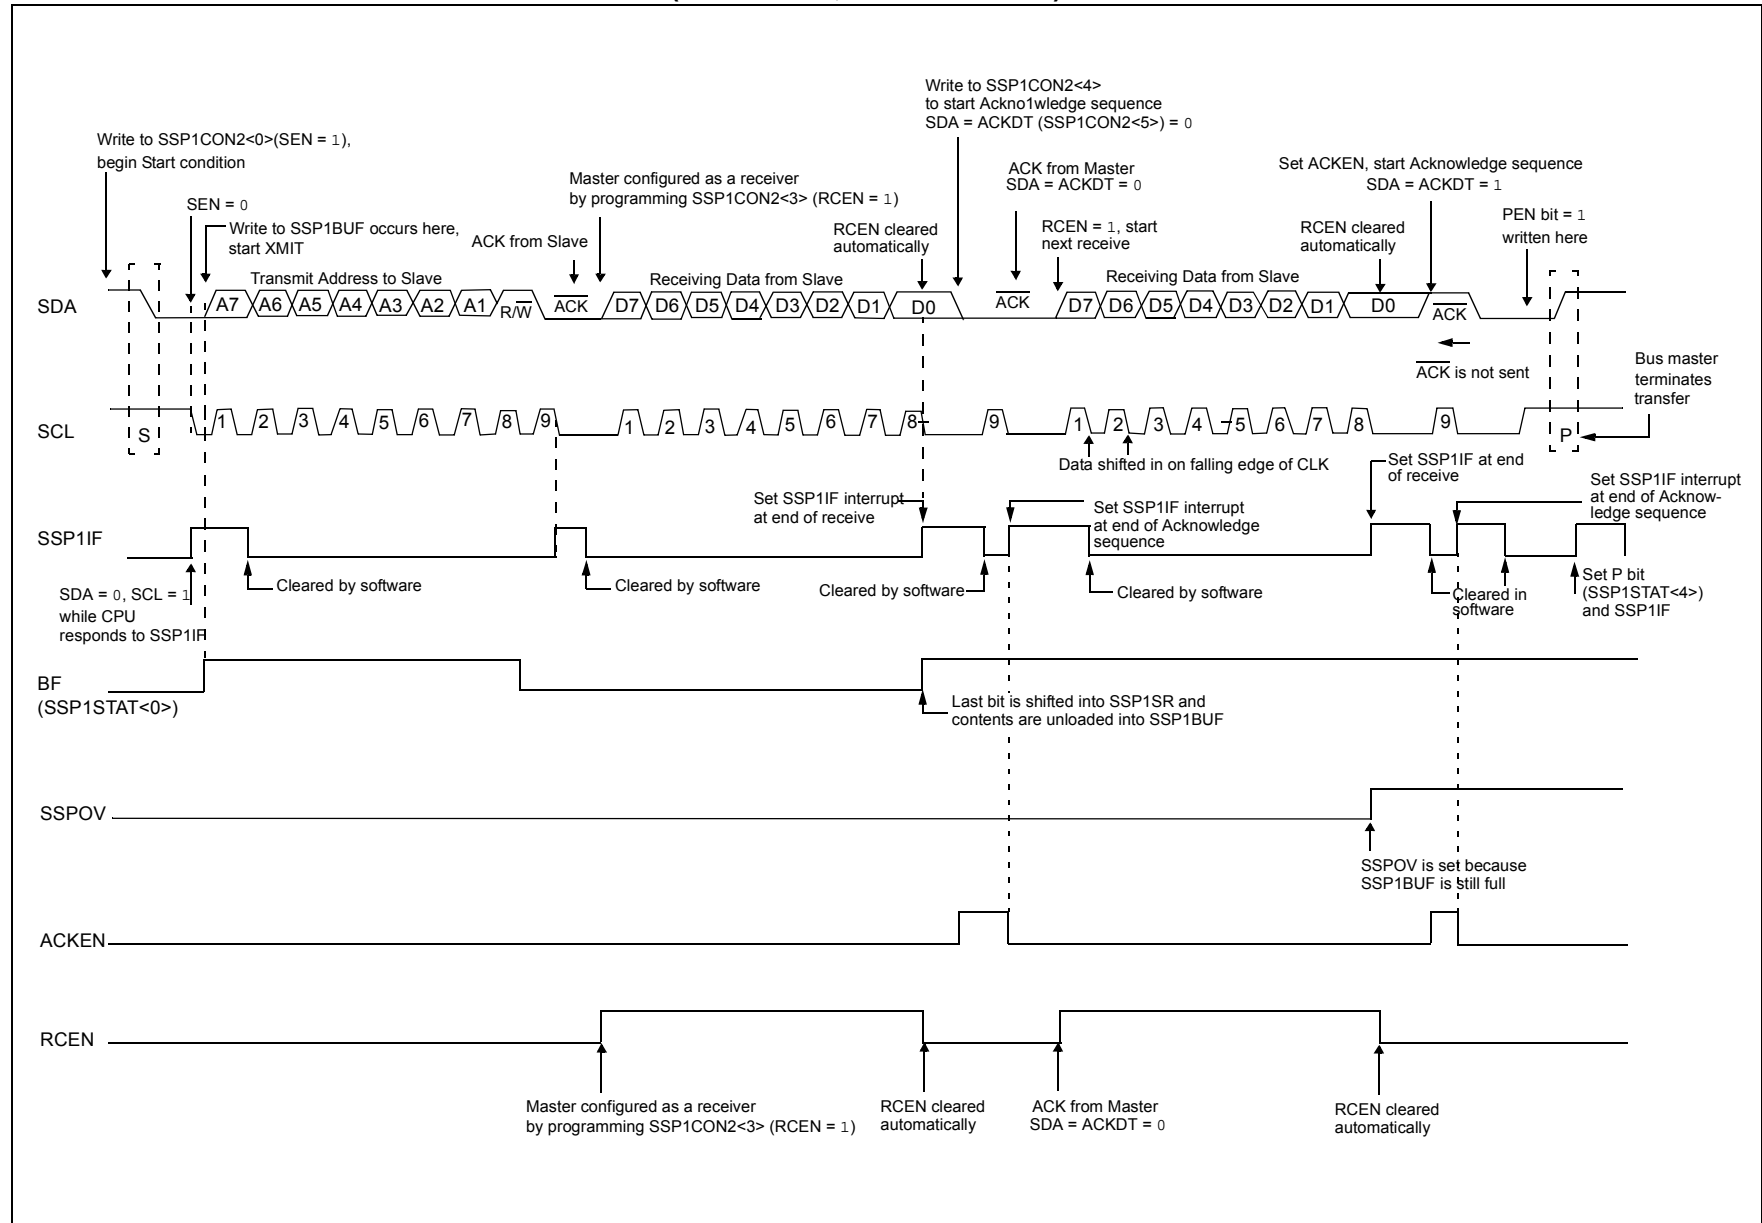 Write to SSP1CON2<4>
to start Ackno1wledge sequence
SDA = ACKDT (SSP1CON2<5>) = 0
Write to SSP1CON2<0>(SEN = 1),
begin Start condition
ACK from Master
SDA = ACKDT = 0
Set ACKEN, start Acknowledge sequence
SDA = ACKDT = 1
Master configured as a receiver
by programming SSP1CON2<3> (RCEN = 1)
SEN = 0
Write to SSP1BUF occurs here,
start XMIT
ACK from Slave
RCEN cleared
automatically
RCEN = 1, start
next receive
RCEN cleared
automatically
PEN bit = 1
written here
Transmit Address to Slave
Receiving Data from Slave
Receiving Data from Slave
SDA
A7 A6 A5 A4 A3 A2 A1 R/W ACK D7 D6 D5 D4 D3 D2 D1 D0 ACK D7 D6 D5 D4 D3 D2 D1 D0 ACK
ACK is not sent
Bus master
terminates
transfer
SCL
S 1 2 3 4 5 6 7 8 9 1 2 3 4 5 6 7 8 9 1 2 3 4 5 6 7 8 9 P
Data shifted in on falling edge of CLK
Set SSP1IF at end
of receive
Set SSP1IF interrupt
at end of receive
Set SSP1IF interrupt
at end of Acknowledge
sequence
Set SSP1IF interrupt
at end of Acknow-
ledge sequence
SSP1IF
SDA = 0, SCL = 1
while CPU
responds to SSP1IF
Cleared by software
Cleared by software
Cleared by software
Cleared by software
Cleared in
software
Set P bit
(SSP1STAT<4>)
and SSP1IF
BF
(SSP1STAT<0>)
Last bit is shifted into SSP1SR and
contents are unloaded into SSP1BUF
SSPOV
SSPOV is set because
SSP1BUF is still full
ACKEN
RCEN
Master configured as a receiver
by programming SSP1CON2<3> (RCEN = 1)
RCEN cleared
automatically
ACK from Master
SDA = ACKDT = 0
RCEN cleared
automatically